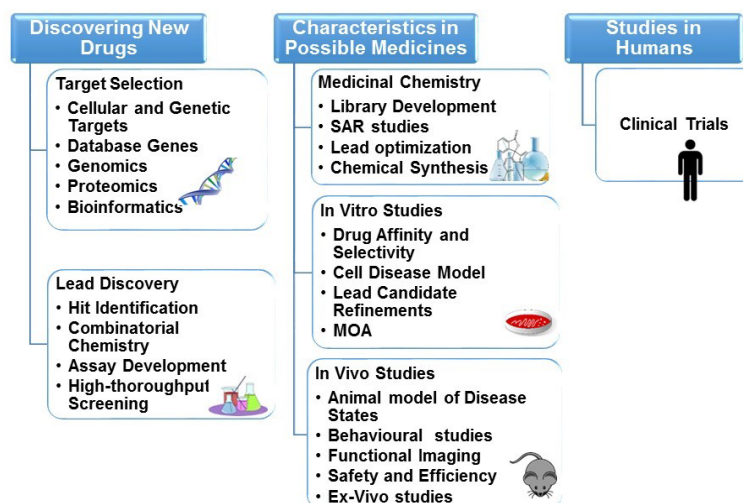 Discovering New
Drugs
Target Selection
• Cellular and Genetic
Targets
• Database Genes
• Genomics
• Proteomics
• Bioinformatics
Lead Discovery
• Hit Identification
• Combinatorial
Chemistry
• Assay Development
• High-thoroughput
Screening
Characteristics in
Possible Medicines
Medicinal Chemistry
• Library Development
• SAR studies
• Lead optimization
• Chemical Synthesis
In Vitro Studies
• Drug Affinity and
Selectivity
• Cell Disease Model
• Lead Candidate
Refinements
• MOA
In Vivo Studies
• Animal model of Disease
States
• Behavioural studies
• Functional Imaging
• Safety and Efficiency
• Ex-Vivo studies
Studies in
Humans
Clinical Trials